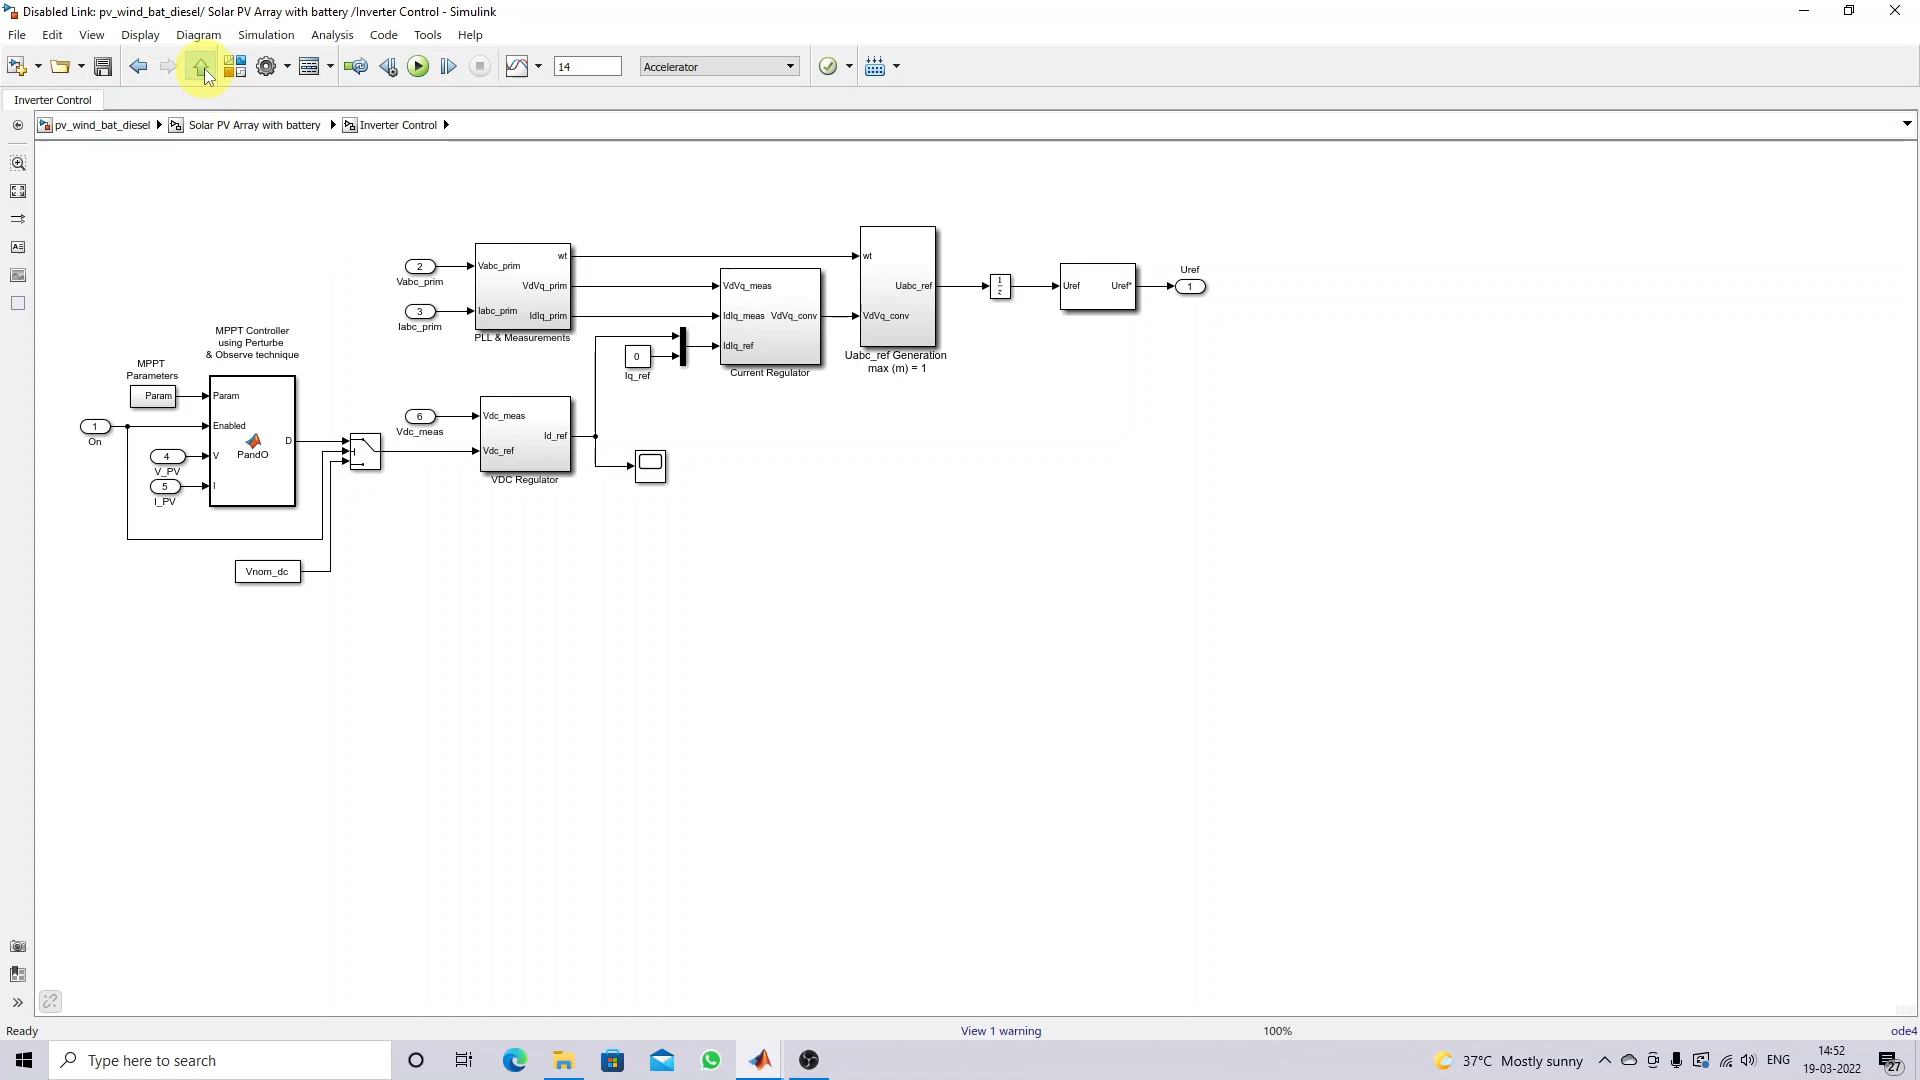 Disabled Link: pv_wind_bat_diesel/ Solar PV Array with battery /Inverter Control - Simulink
File Edit View Display Diagram Simulation Analysis Code Tools Help
14
Accelerator
Inverter Control
pv_wind_bat_diesel Solar PV Array with battery Inverter Control
MPPT Controller
using Perturbe
& Observe technique
MPPT
Parameters
Param
Param
Enabled
V
I
D
PandO
1
On
4
V_PV
5
I_PV
Vnom_dc
2
Vabc_prim
3
Iabc_prim
Vabc_prim
Iabc_prim
wt
VdVq_prim
IdIq_prim
PLL & Measurements
6
Vdc_meas
Vdc_meas
Vdc_ref
Id_ref
VDC Regulator
0
Iq_ref
VdVq_meas
IdIq_meas VdVq_conv
IdIq_ref
Current Regulator
wt
Uabc_ref
VdVq_conv
Uabc_ref Generation
max (m) = 1
1
z
Uref Uref*
Uref
1
Ready
View 1 warning
100%
ode4
Type here to search
37°C Mostly sunny
ENG
14:52
19-03-2022
27